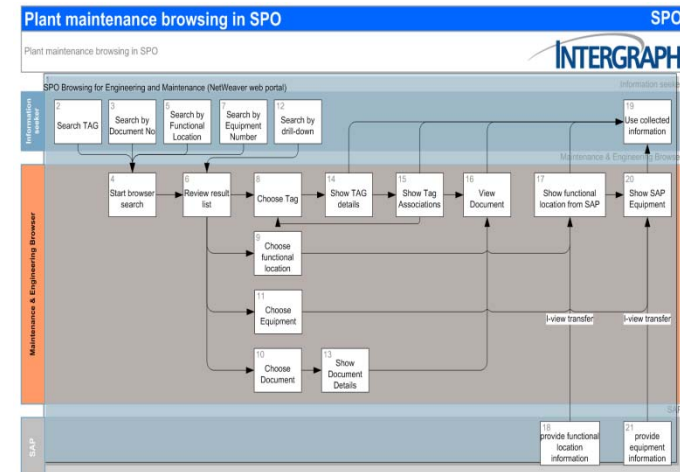 Plant maintenance browsing in SPO
SPO
Plant maintenance browsing in SPO
INTERGRAPH
1
SPO Browsing for Engineering and Maintenance (NetWeaver web portal)
Information seeker
Information
seeker
2
Search TAG
3
Search by
Document No
5
Search by
Functional
Location
7
Search by
Equipment
Number
12
Search by
drill-down
19
Use collected
information
Maintenance & Engineering Browser
Maintenance & Engineering Browser
4
Start browser
search
6
Review result
list
8
Choose Tag
14
Show TAG
details
15
Show Tag
Associations
16
View
Document
17
Show functional
location from SAP
20
Show SAP
Equipment
9
Choose
functional
location
11
Choose
Equipment
I-view transfer
I-view transfer
10
Choose
Document
13
Show
Document
Details
SAP
SAP
18
provide functional
location
information
21
provide
equipment
information